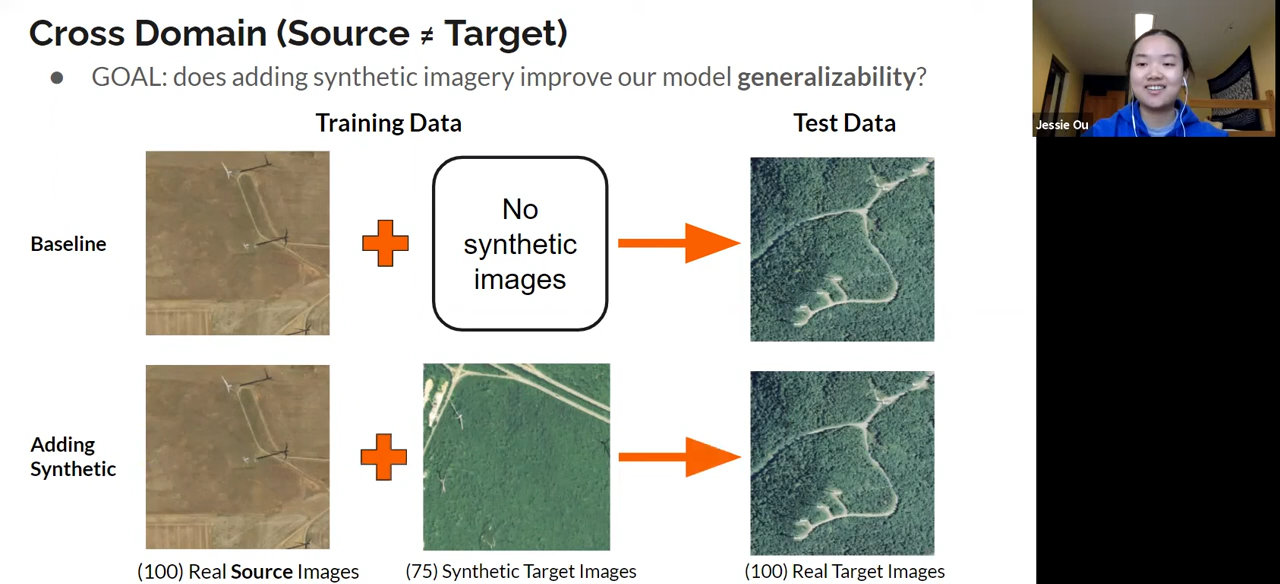 Cross Domain (Source ≠ Target)
● GOAL: does adding synthetic imagery improve our model generalizability?
Training Data
Test Data
Baseline
No
synthetic
images
Adding
Synthetic
(100) Real Source Images
(75) Synthetic Target Images
(100) Real Target Images
Jessie Ou